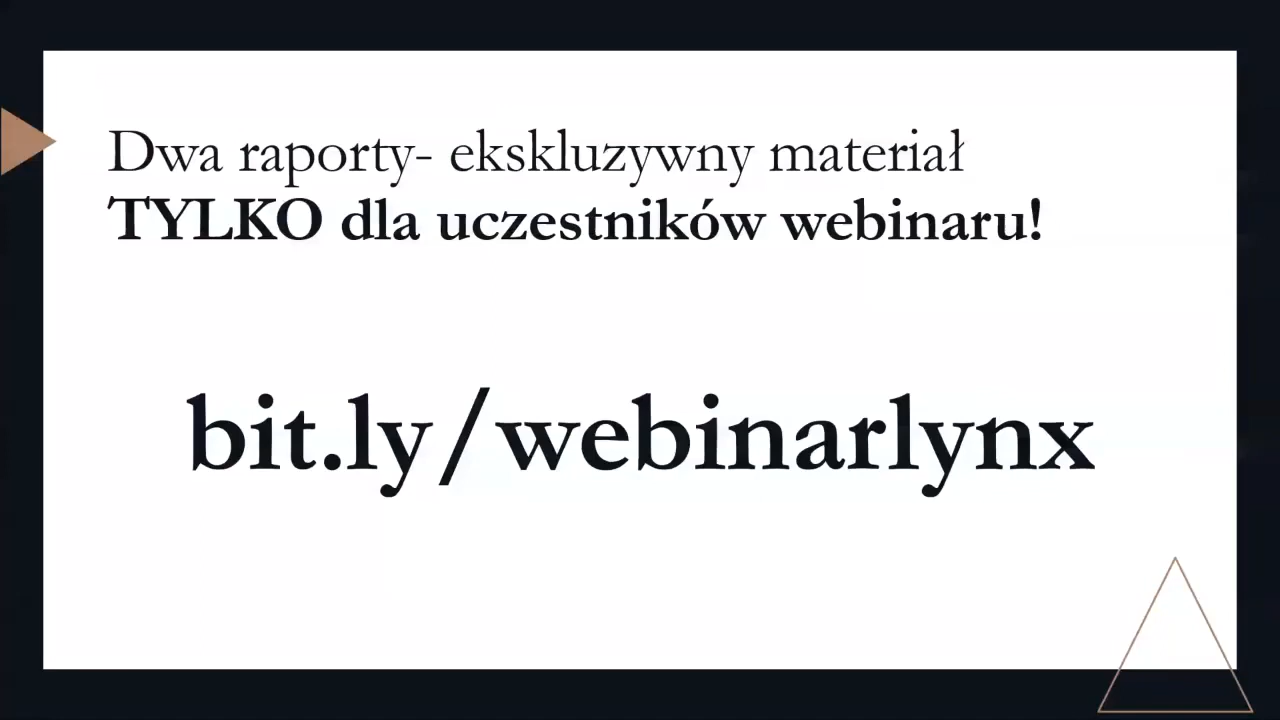 Dwa raporty- ekskluzywny materiał
TYLKO dla uczestników webinaru!
bit.ly/webinarlynx